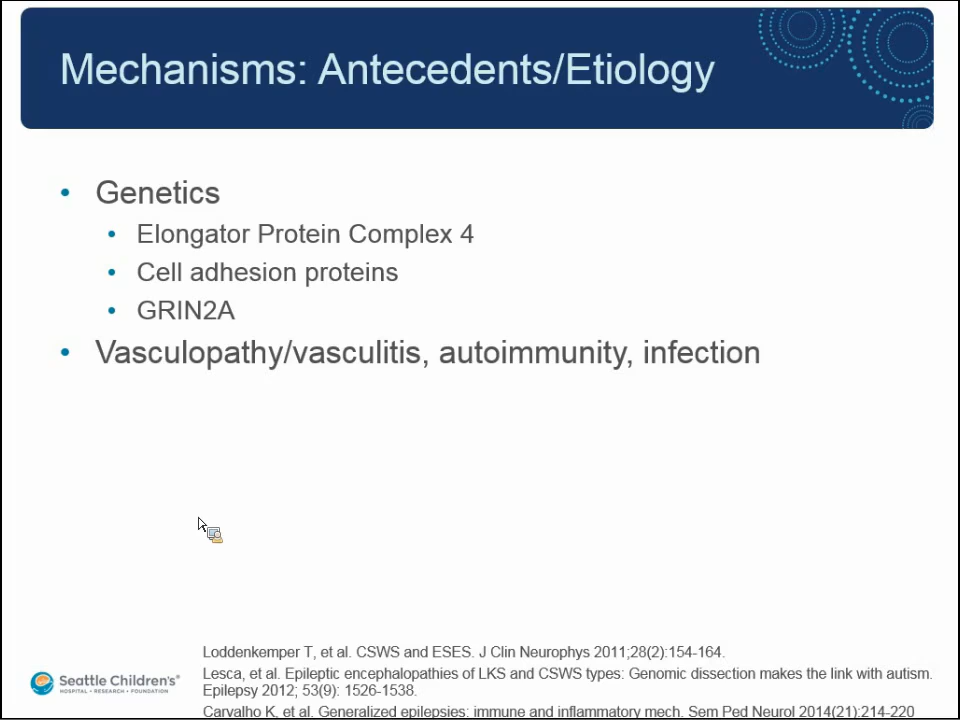 Mechanisms: Antecedents/Etiology
• Genetics
• Elongator Protein Complex 4
• Cell adhesion proteins
• GRIN2A
• Vasculopathy/vasculitis, autoimmunity, infection
Loddenkemper T, et al. CSWS and ESES. J Clin Neurophys 2011;28(2):154-164.
Lesca, et al. Epileptic encephalopathies of LKS and CSWS types: Genomic dissection makes the link with autism.
Epilepsy 2012; 53(9): 1526-1538.
Carvalho K, et al. Generalized epilepsies: immune and inflammatory mech. Sem Ped Neurol 2014(21):214-220
Seattle Children's®
HOSPITAL • RESEARCH • FOUNDATION